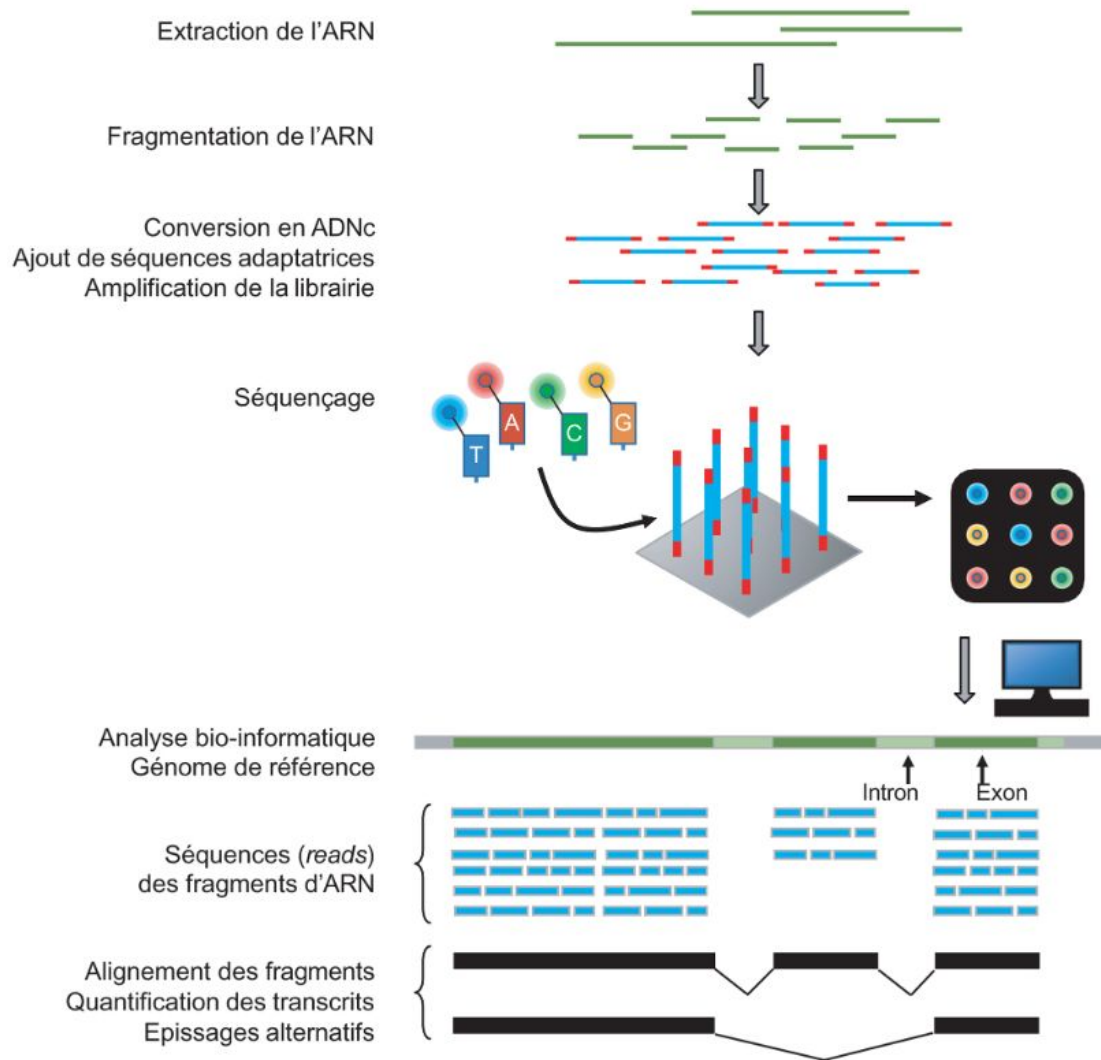 Extraction de l'ARN
Fragmentation de l'ARN
Conversion en ADNc
Ajout de séquences adaptatrices
Amplification de la librairie
Séquençage
T
A
C
G
Analyse bio-informatique
Génome de référence
Intron
Exon
Séquences (reads)
des fragments d'ARN
Alignement des fragments
Quantification des transcrits
Epissages alternatifs